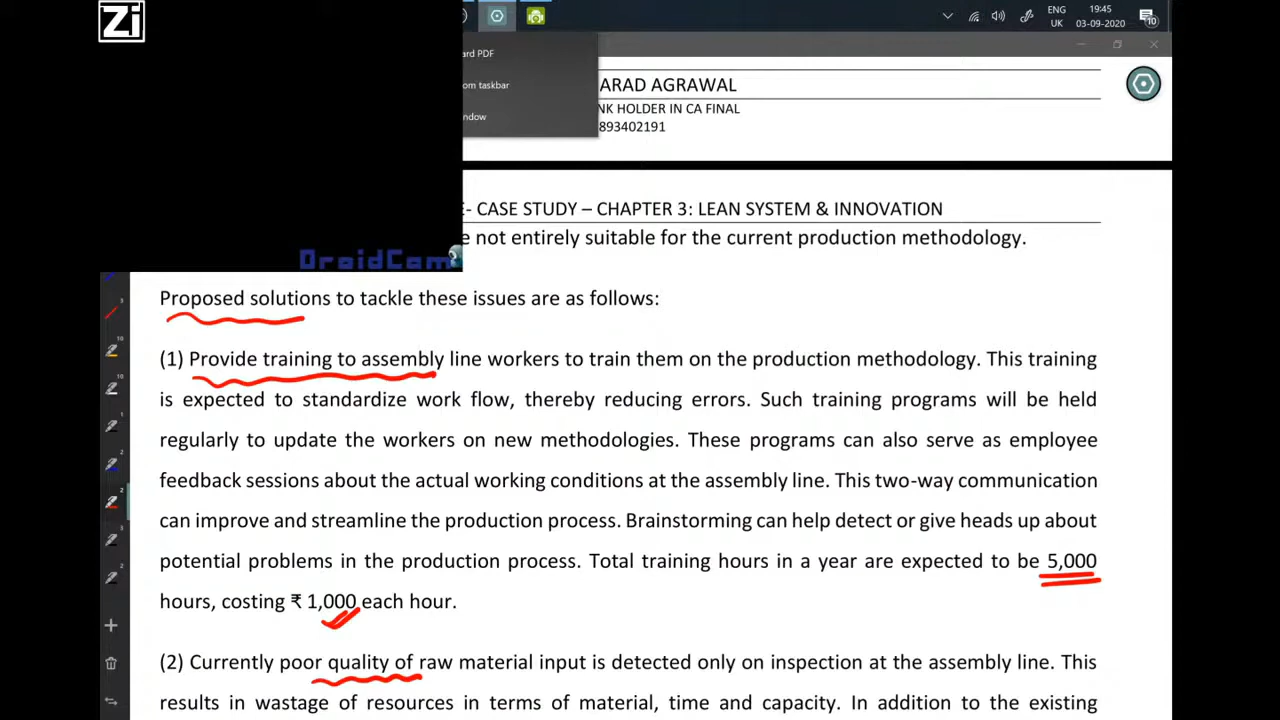 Zi
19:45
ENG
UK
03-09-2020
10
ard PDF
om taskbar
ndow
ARAD AGRAWAL
NK HOLDER IN CA FINAL
893402191
E- CASE STUDY – CHAPTER 3: LEAN SYSTEM & INNOVATION
e not entirely suitable for the current production methodology.
DroidCam
Proposed solutions to tackle these issues are as follows:
(1) Provide training to assembly line workers to train them on the production methodology. This training
is expected to standardize work flow, thereby reducing errors. Such training programs will be held
regularly to update the workers on new methodologies. These programs can also serve as employee
feedback sessions about the actual working conditions at the assembly line. This two-way communication
can improve and streamline the production process. Brainstorming can help detect or give heads up about
potential problems in the production process. Total training hours in a year are expected to be 5,000
hours, costing ₹ 1,000 each hour.
(2) Currently poor quality of raw material input is detected only on inspection at the assembly line. This
results in wastage of resources in terms of material, time and capacity. In addition to the existing